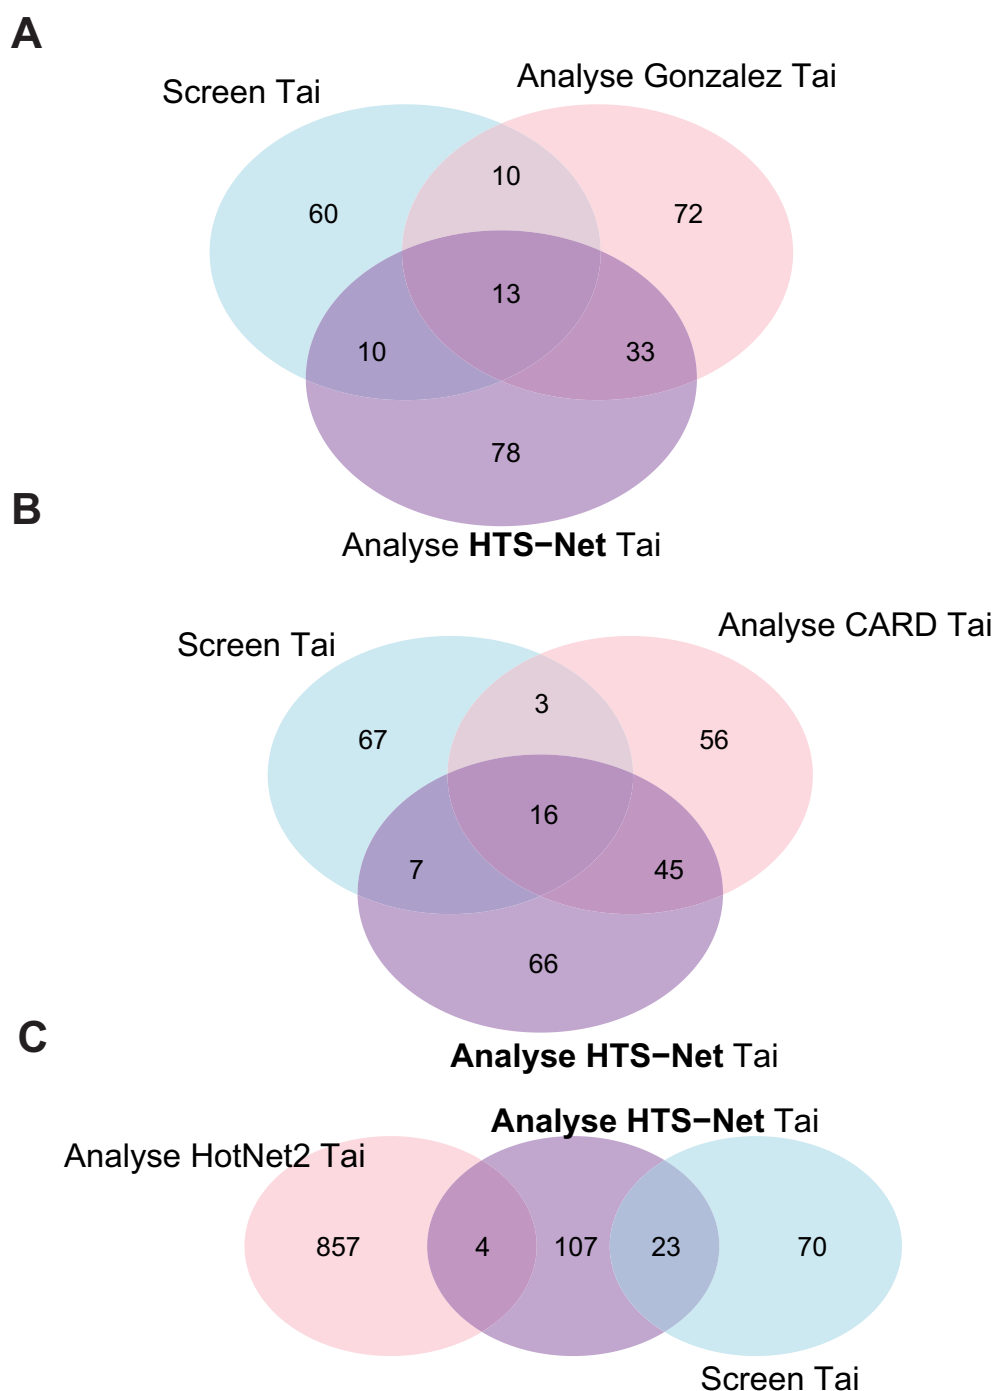 A
Screen Tai
Analyse Gonzalez Tai
10
60
72
13
10
33
78
B
Analyse HTS−Net Tai
Screen Tai
Analyse CARD Tai
3
67
56
16
7
45
66
C
Analyse HTS−Net Tai
Analyse HTS−Net Tai
Analyse HotNet2 Tai
857
4
107
23
70
Screen Tai